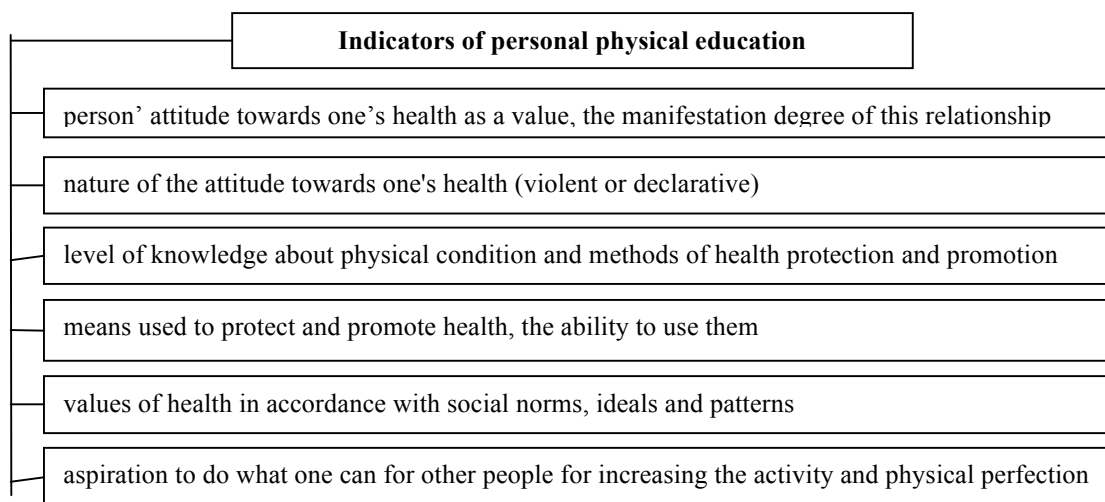 Indicators of personal physical education
person’ attitude towards one’s health as a value, the manifestation degree of this relationship
nature of the attitude towards one's health (violent or declarative)
level of knowledge about physical condition and methods of health protection and promotion
means used to protect and promote health, the ability to use them
values of health in accordance with social norms, ideals and patterns
aspiration to do what one can for other people for increasing the activity and physical perfection